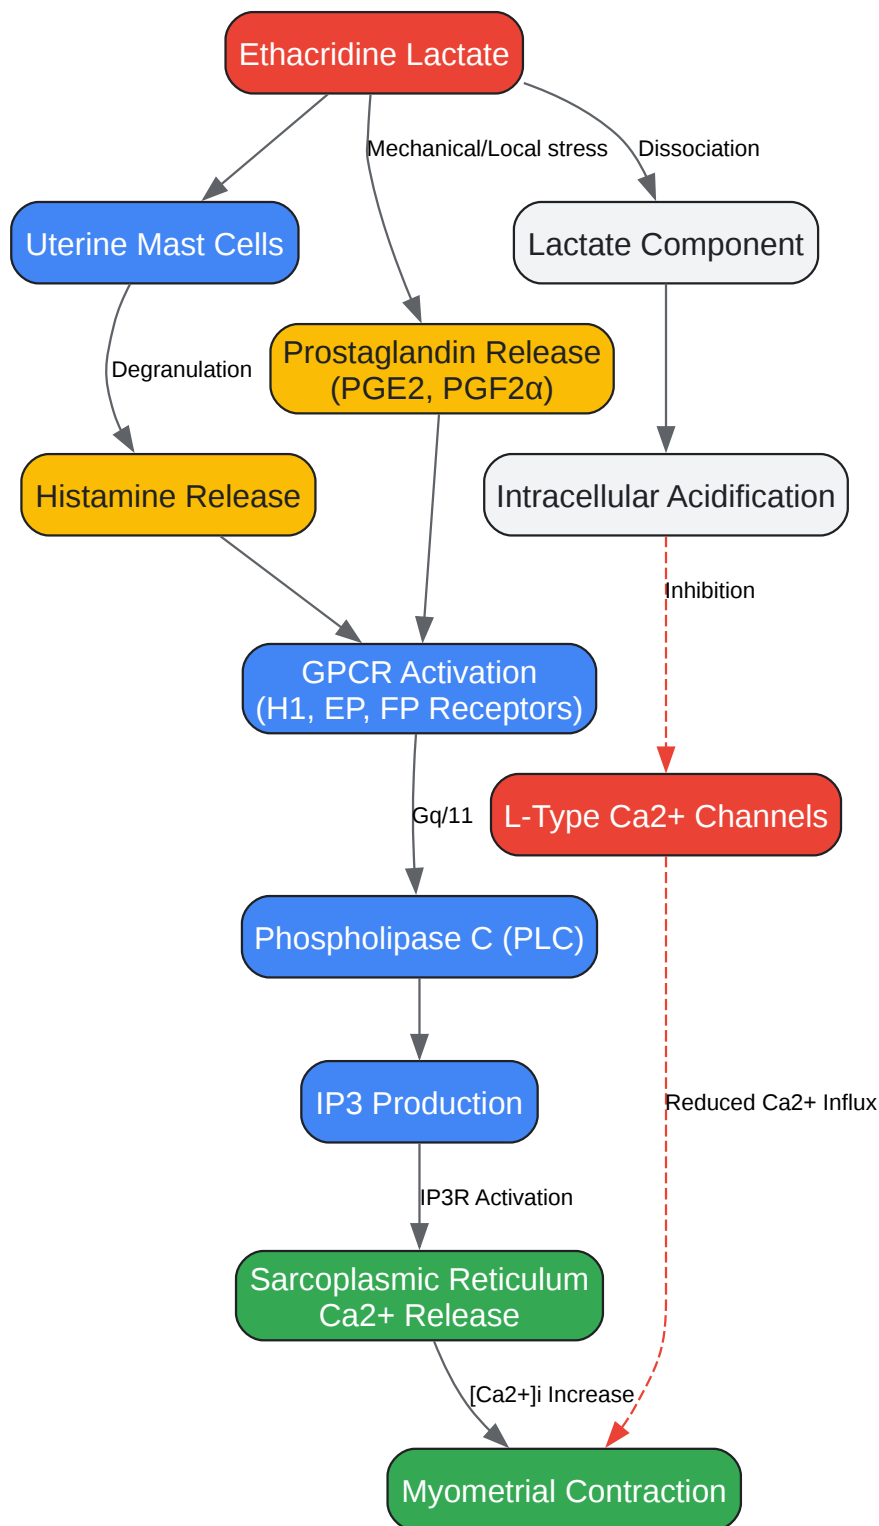 Ethacridine Lactate
Mechanical/Local stress
Dissociation
Uterine Mast Cells
Lactate Component
Degranulation
Prostaglandin Release
(PGE2, PGF2α)
Histamine Release
Intracellular Acidification
Inhibition
GPCR Activation
(H1, EP, FP Receptors)
Gq/11
L-Type Ca2+ Channels
Phospholipase C (PLC)
IP3 Production
Reduced Ca2+ Influx
IP3R Activation
Sarcoplasmic Reticulum
Ca2+ Release
[Ca2+]i Increase
Myometrial Contraction